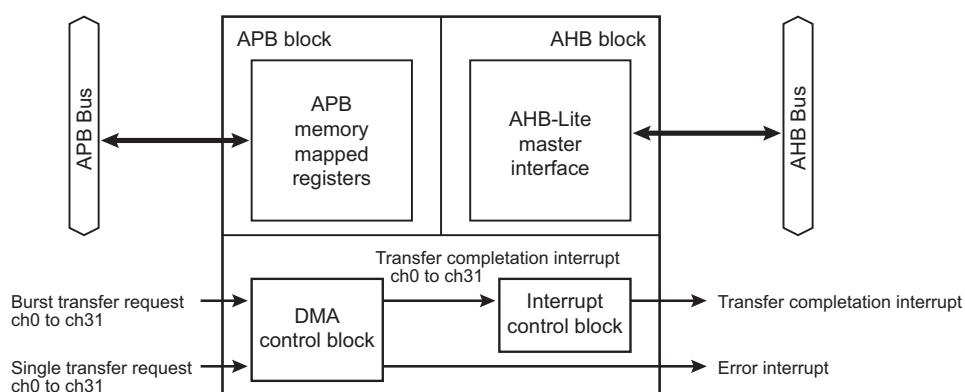 APB block
AHB block
APB Bus
APB
memory
mapped
registers
AHB-Lite
master
interface
AHB Bus
Transfer completation interrupt
ch0 to ch31
Burst transfer request
ch0 to ch31
DMA
control block
Interrupt
control block
Transfer completation interrupt
Single transfer request
ch0 to ch31
Error interrupt